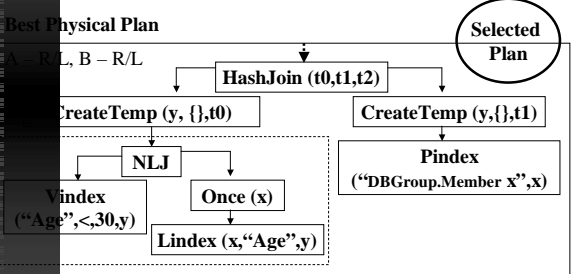 Best Physical Plan
Selected
Plan
A – R/L, B – R/L
HashJoin (t0,t1,t2)
CreateTemp (y, {},t0)
CreateTemp (y,{},t1)
NLJ
Pindex
(“DBGroup.Member x”,x)
Vindex
(“Age”,<,30,y)
Once (x)
Lindex (x,“Age”,y)